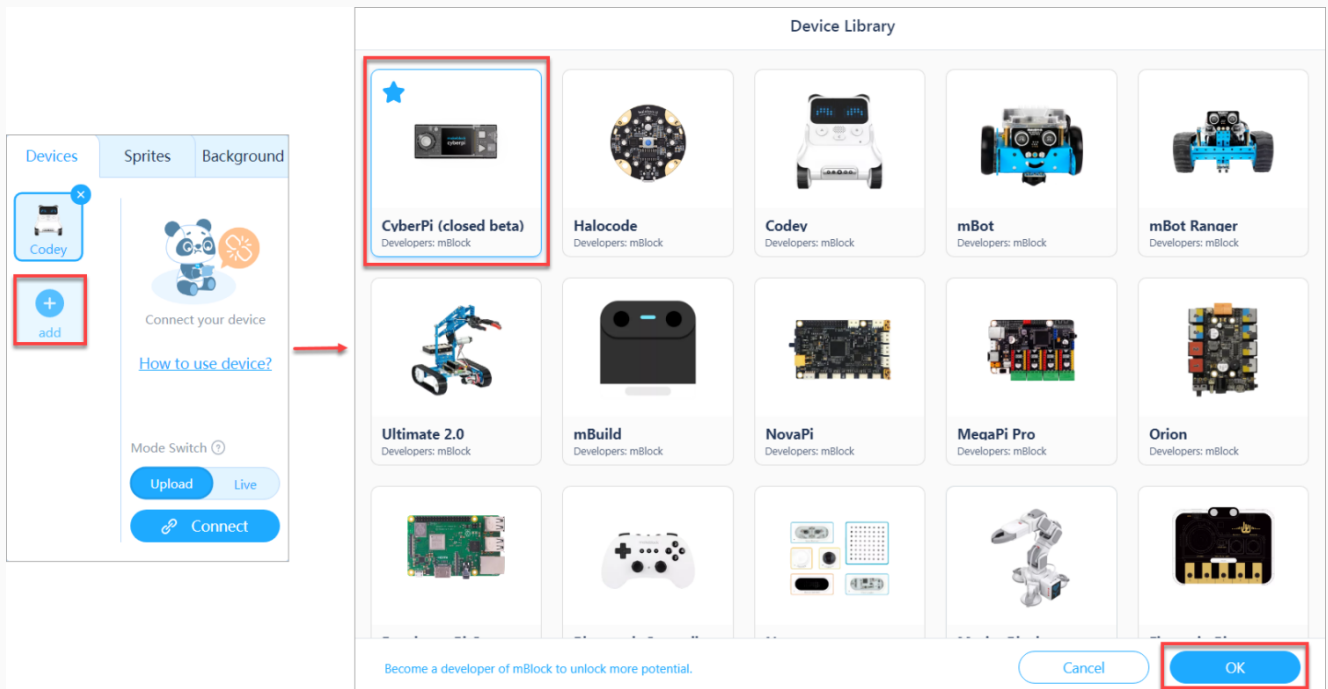 Devices
Sprites
Background
Codey
add
Connect your device
How to use device?
Mode Switch
Upload
Live
Connect
Device Library
cyberpi
CyberPi (closed beta)
Developers: mBlock
Halocode
Developers: mBlock
Codey
Developers: mBlock
mBot
Developers: mBlock
mBot Ranger
Developers: mBlock
Ultimate 2.0
Developers: mBlock
mBuild
Developers: mBlock
NovaPi
Developers: mBlock
MegaPi Pro
Developers: mBlock
Orion
Developers: mBlock
Become a developer of mBlock to unlock more potential.
Cancel
OK